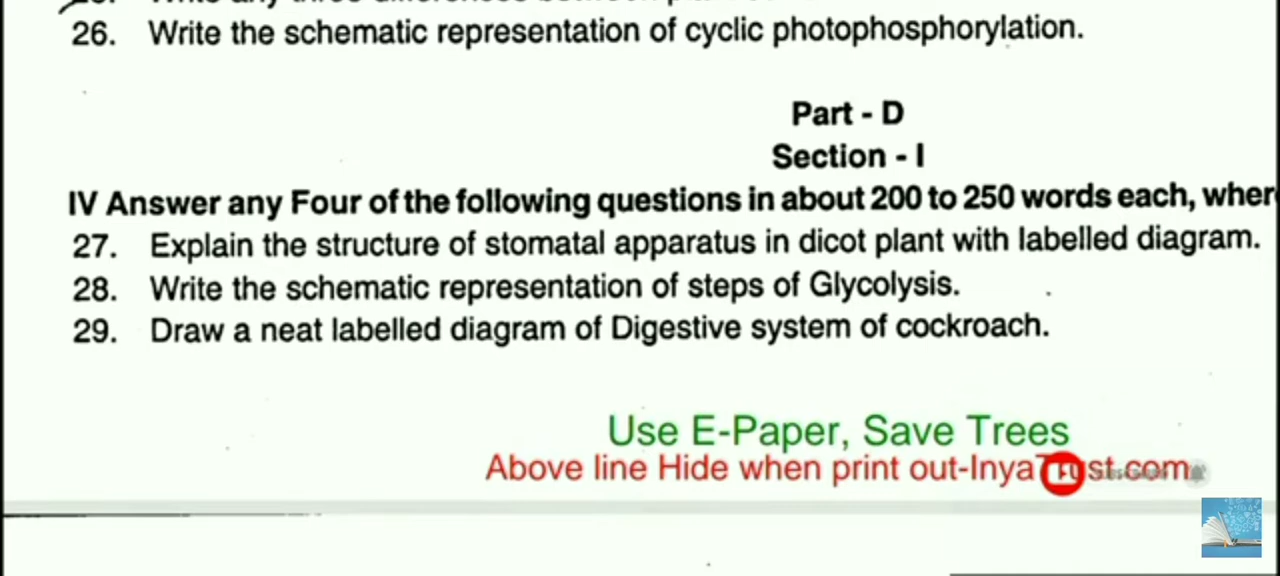 26. Write the schematic representation of cyclic photophosphorylation.
Part - D
Section - I
IV Answer any Four of the following questions in about 200 to 250 words each,
27. Explain the structure of stomatal apparatus in dicot plant with labelled diagram.
28. Write the schematic representation of steps of Glycolysis.
29. Draw a neat labelled diagram of Digestive system of cockroach.
Use E-Paper, Save Trees
Above line Hide when print out-InyaTrust.com